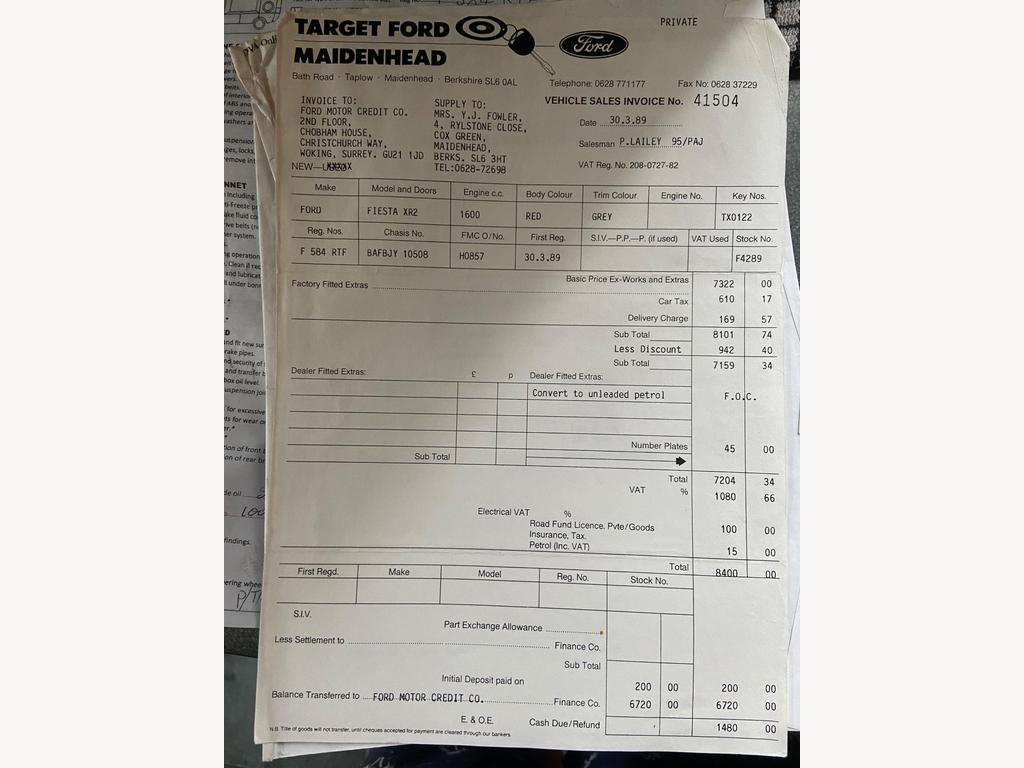 TARGET FORD
MAIDENHEAD
Ford
PRIVATE
Bath Road · Taplow · Maidenhead · Berkshire SL6 0AL
Telephone: 0628 771177 Fax No: 0628 37229
INVOICE TO:
FORD MOTOR CREDIT CO.
2ND FLOOR,
CHOBHAM HOUSE,
CHRISTCHURCH WAY,
WOKING, SURREY. GU21 1JD
NEW—
SUPPLY TO:
MRS. Y.J. FOWLER,
4, RYLSTONE CLOSE,
COX GREEN,
MAIDENHEAD,
BERKS. SL6 3HT
TEL:0628-72698
VEHICLE SALES INVOICE No. 41504
Date 30.3.89
Salesman P.LAILEY 95/PAJ
VAT Reg. No. 208-0727-82
Make Model and Doors Engine c.c. Body Colour Trim Colour Engine No. Key Nos.
FORD FIESTA XR2 1600 RED GREY TX0122
Reg. Nos. Chasis No. FMC O/No. First Reg. S.I.V.—P.P.—P. (if used) VAT Used Stock No.
F 584 RTF BAFBJY 10508 H0857 30.3.89 F4289
Basic Price Ex-Works and Extras 7322 00
Factory Fitted Extras
Car Tax 610 17
Delivery Charge 169 57
Sub Total 8101 74
Less Discount 942 40
Sub Total 7159 34
Dealer Fitted Extras: £ p Dealer Fitted Extras:
Convert to unleaded petrol F.O.C.
Number Plates 45 00
Sub Total
Total 7204 34
VAT % 1080 66
Electrical VAT %
Road Fund Licence. Pvte/Goods 100 00
Insurance, Tax.
Petrol (Inc. VAT) 15 00
Total 8400 00
First Regd. Make Model Reg. No. Stock No.
S.I.V.
Part Exchange Allowance
Less Settlement to Finance Co.
Sub Total
Initial Deposit paid on 200 00 200 00
Balance Transferred to FORD MOTOR CREDIT CO. Finance Co. 6720 00 6720 00
E. & O.E. Cash Due/Refund 1480 00
N.B. Title of goods will not transfer, until cheques accepted for payment are cleared through our bankers.